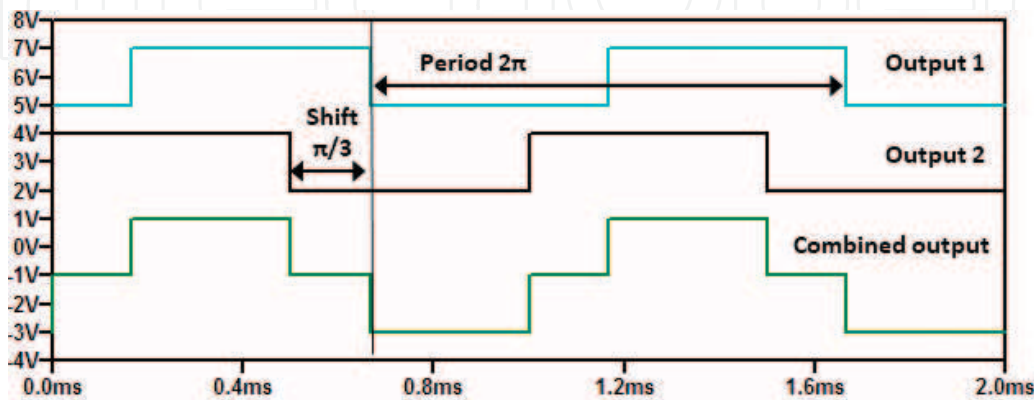 8V
7V
6V
5V
4V
3V
2V
1V
0V
-1V
-2V
-3V
-4V
Period 2π
Output 1
Shift
π/3
Output 2
Combined output
0.0ms
0.4ms
0.8ms
1.2ms
1.6ms
2.0ms